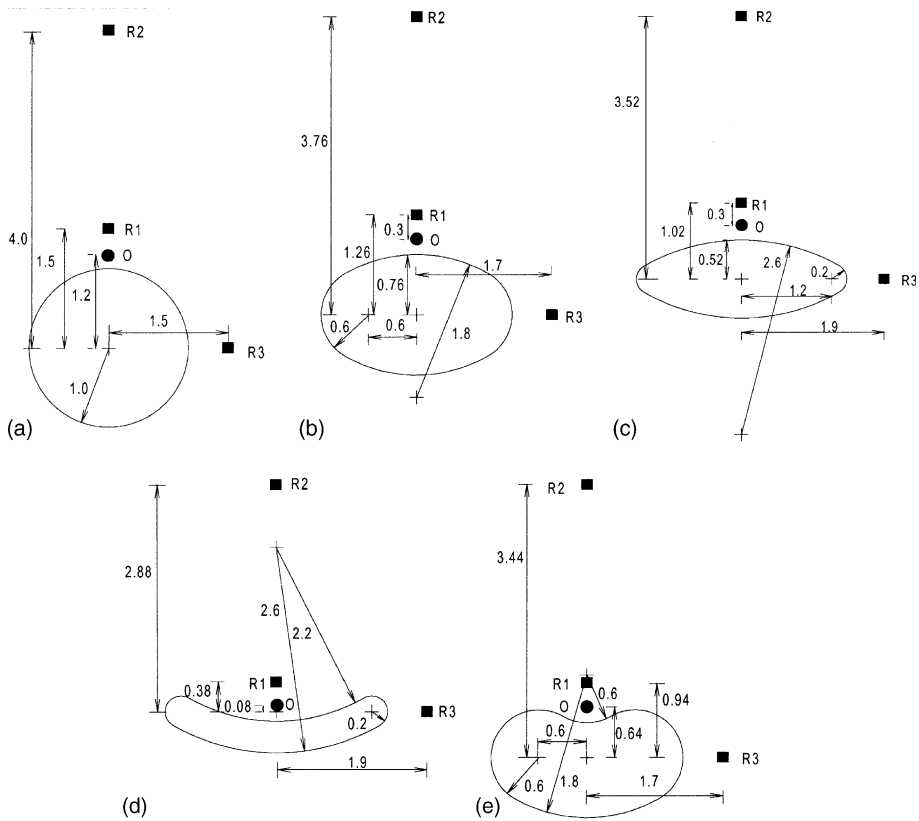 R2
R1
O
4.0
1.5
1.2
1.5
R3
1.0
(a)
R2
3.76
R1
0.3
O
1.26
0.76
1.7
R3
0.6
0.6
1.8
(b)
R2
3.52
R1
0.3
O
0.52
2.6
1.02
0.2
R3
1.2
1.9
(c)
R2
2.88
2.6
2.2
R1
0.38
0.08
O
R3
0.2
1.9
(d)
R2
3.44
R1
0.6
O
0.94
0.6
0.64
R3
0.6
1.8
1.7
(e)